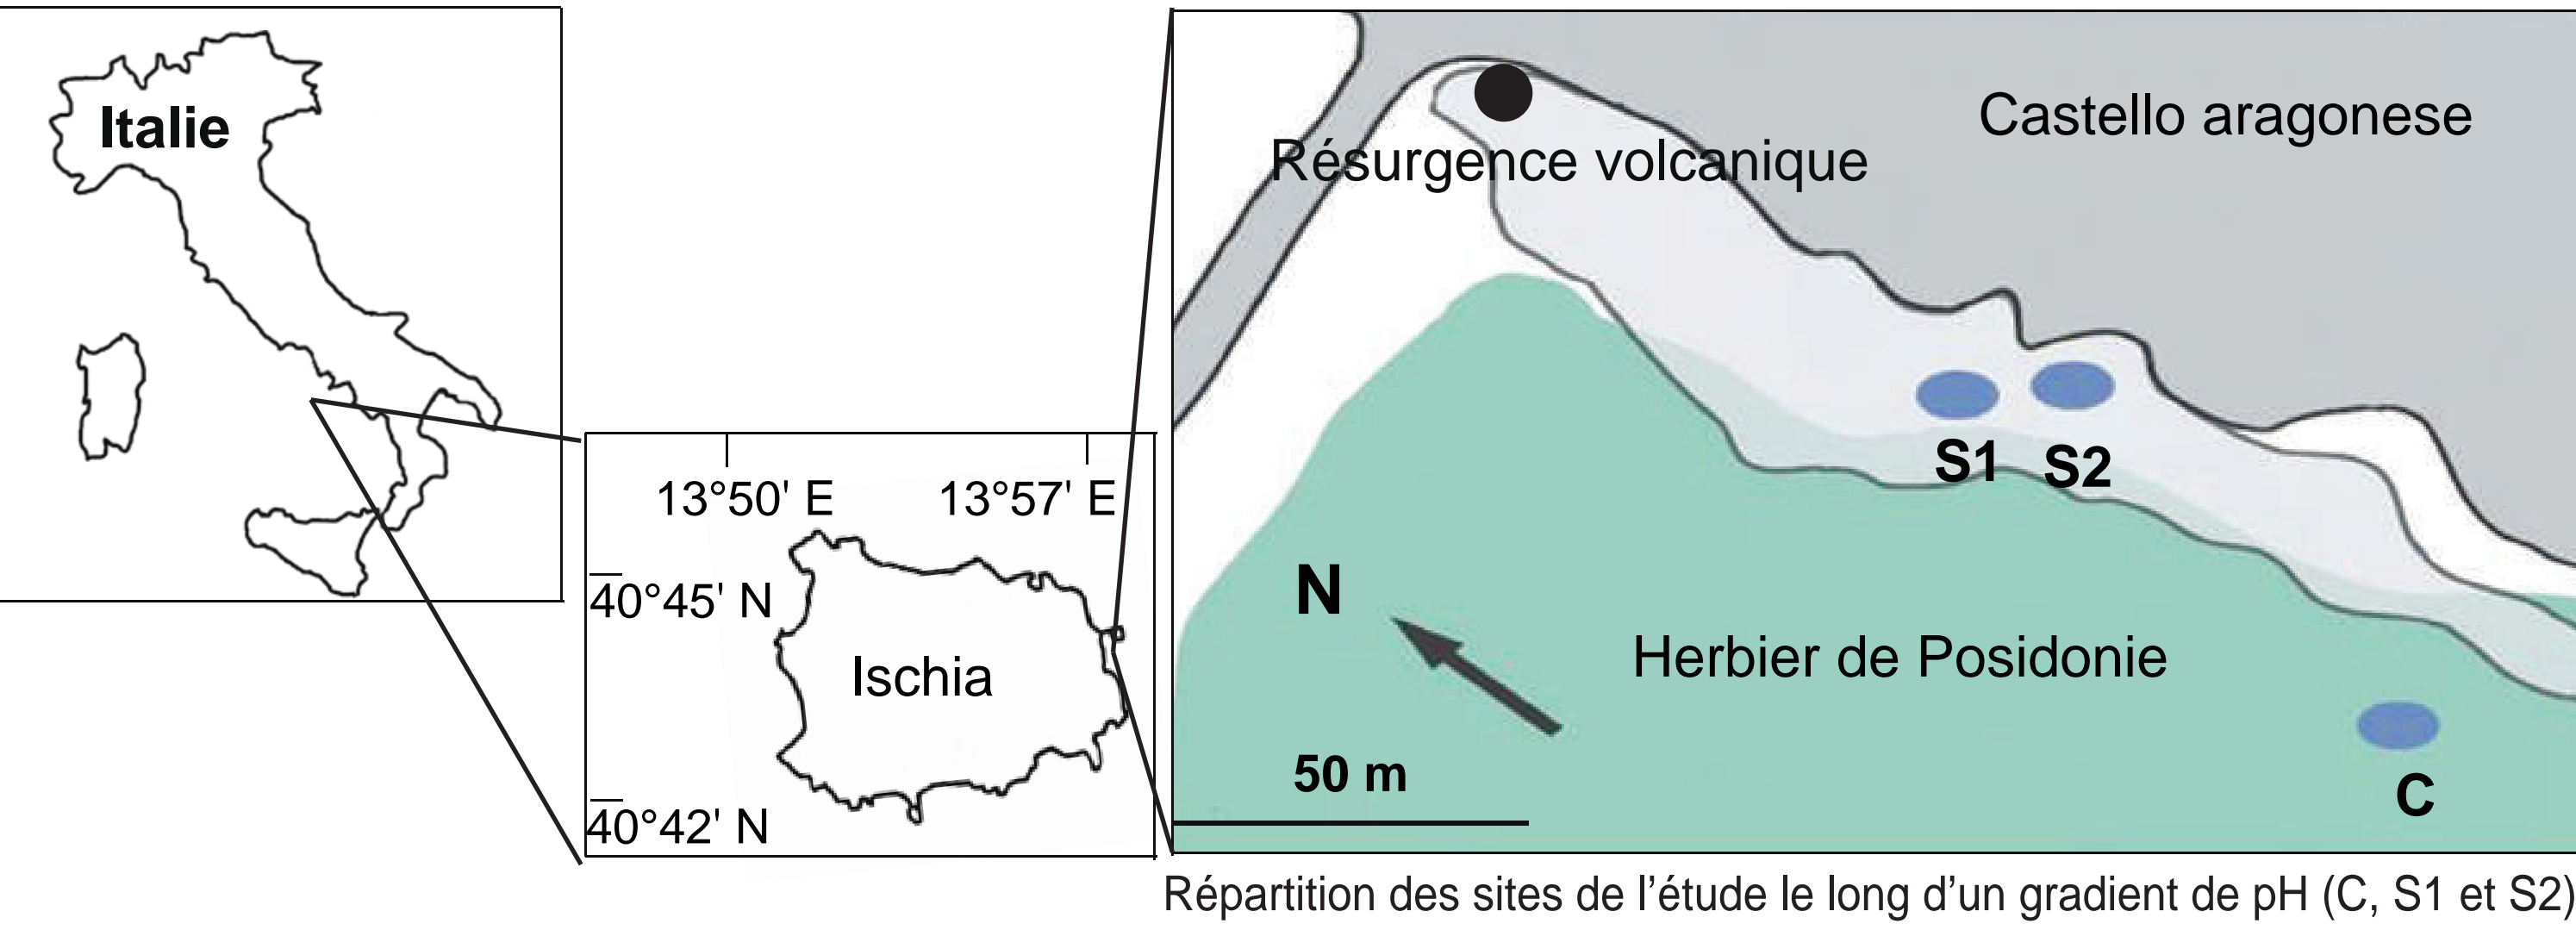 Italie
13°50' E 13°57' E
40°45' N
Ischia
40°42' N
Castello aragonese
Résurgence volcanique
S1 S2
N
Herbier de Posidonie
50 m
C
Répartition des sites de l’étude le long d’un gradient de pH (C, S1 et S2)